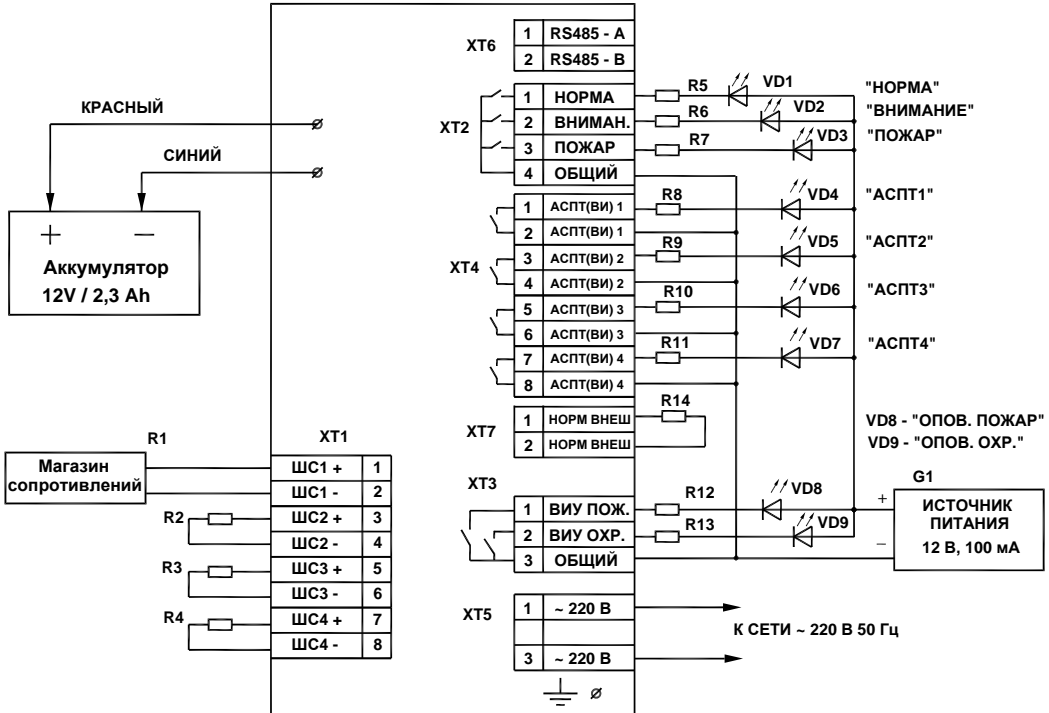 КРАСНЫЙ
СИНИЙ
+ −
Аккумулятор
12V / 2,3 Ah
R1
Магазин
сопротивлений
R2
R3
R4
XT1
ШС1 + 1
ШС1 - 2
ШС2 + 3
ШС2 - 4
ШС3 + 5
ШС3 - 6
ШС4 + 7
ШС4 - 8
XT6
1 RS485 - A
2 RS485 - B
XT2
1 НОРМА
2 ВНИМАН.
3 ПОЖАР
4 ОБЩИЙ
XT4
1 АСПТ(ВИ) 1
2 АСПТ(ВИ) 1
3 АСПТ(ВИ) 2
4 АСПТ(ВИ) 2
5 АСПТ(ВИ) 3
6 АСПТ(ВИ) 3
7 АСПТ(ВИ) 4
8 АСПТ(ВИ) 4
XT7
1 НОРМ ВНЕШ
2 НОРМ ВНЕШ
XT3
1 ВИУ ПОЖ.
2 ВИУ ОХР.
3 ОБЩИЙ
XT5
1 ~ 220 В
3 ~ 220 В
R5 VD1 "НОРМА"
R6 VD2 "ВНИМАНИЕ"
R7 VD3 "ПОЖАР"
R8 VD4 "АСПТ1"
R9 VD5 "АСПТ2"
R10 VD6 "АСПТ3"
R11 VD7 "АСПТ4"
R14
VD8 - "ОПОВ. ПОЖАР"
VD9 - "ОПОВ. ОХР."
R12 VD8
R13 VD9
G1
+
−
ИСТОЧНИК
ПИТАНИЯ
12 В, 100 мА
К СЕТИ ~ 220 В 50 Гц